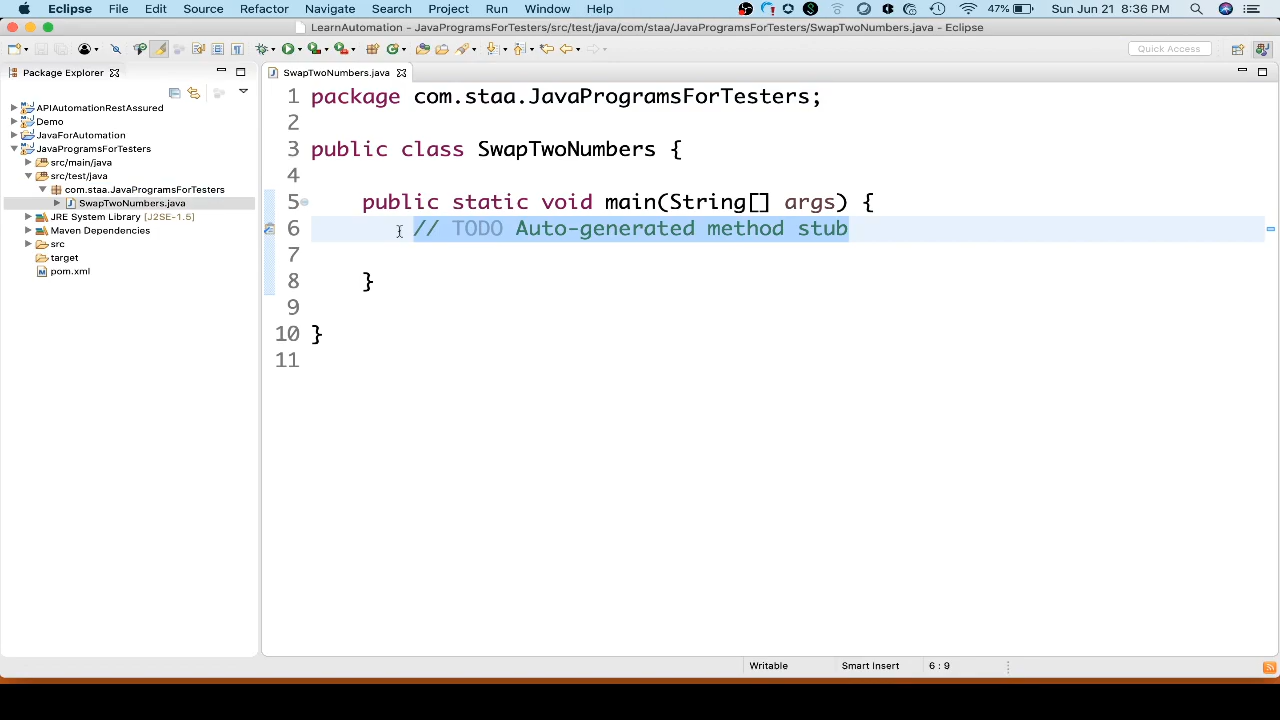 Eclipse File Edit Source Refactor Navigate Search Project Run Window Help 47% Sun Jun 21 8:36 PM
LearnAutomation - JavaProgramsForTesters/src/test/java/com/staa/JavaProgramsForTesters/SwapTwoNumbers.java - Eclipse
Quick Access
Package Explorer
APIAutomationRestAssured
Demo
JavaForAutomation
JavaProgramsForTesters
src/main/java
src/test/java
com.staa.JavaProgramsForTesters
SwapTwoNumbers.java
JRE System Library [J2SE-1.5]
Maven Dependencies
src
target
pom.xml
SwapTwoNumbers.java
1 package com.staa.JavaProgramsForTesters;
2
3 public class SwapTwoNumbers {
4
5 public static void main(String[] args) {
6 // TODO Auto-generated method stub
7
8 }
9
10 }
11
Writable Smart Insert 6 : 9